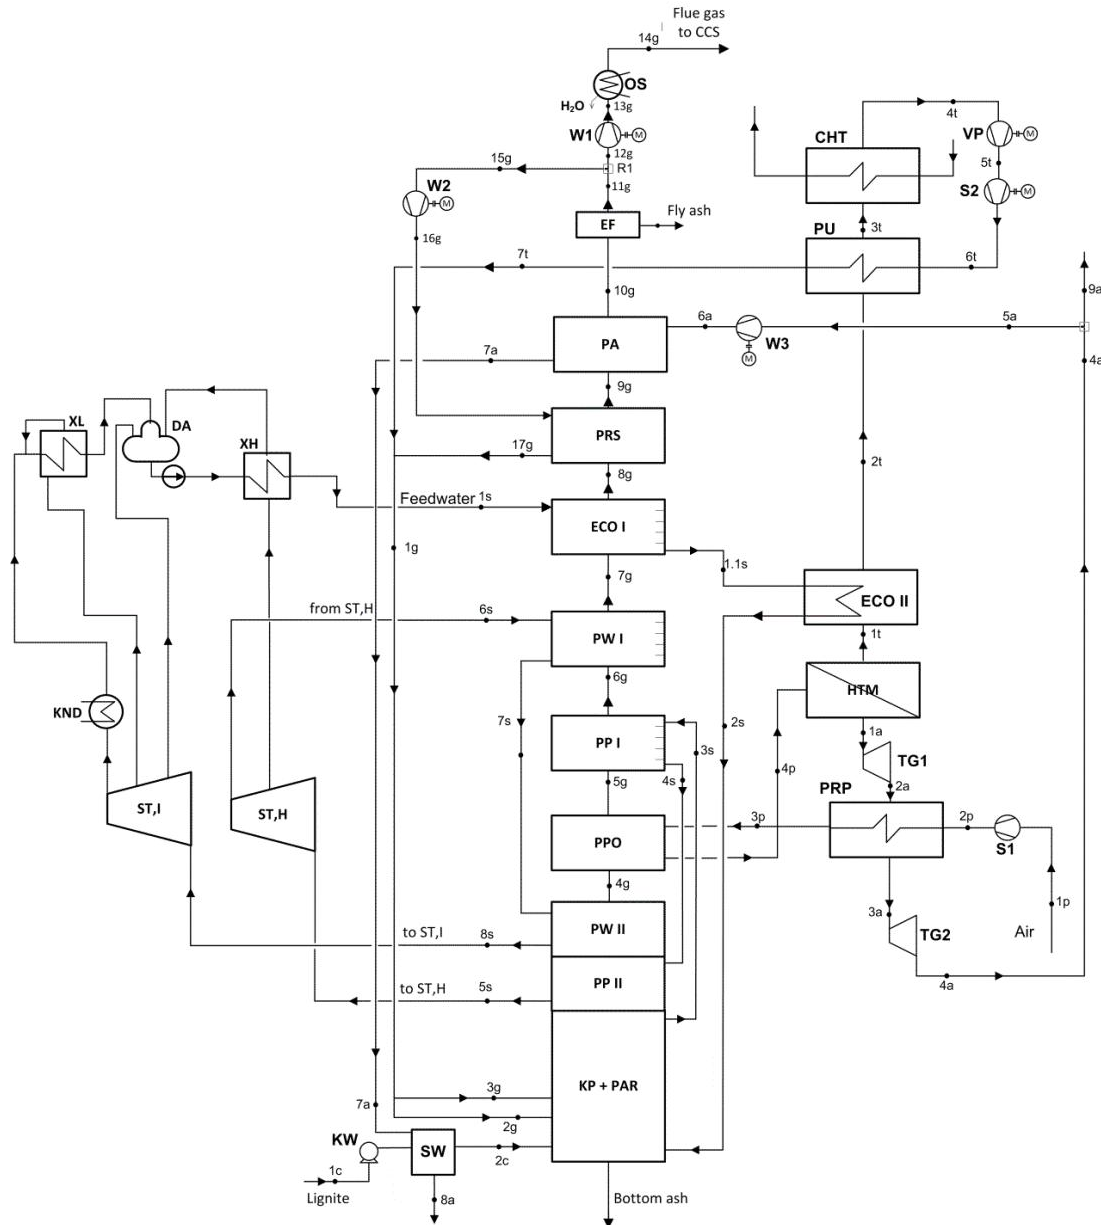 Flue gas
to CCS
14g
OS
H₂O
13g
W1
M
12g
15g
R1
11g
W2
M
EF
Fly ash
16g
7t
10g
CHT
4t
VP
M
5t
S2
M
PU
3t
6t
9a
PA
6a
W3
M
5a
4a
7a
9g
PRS
17g
8g
XL
DA
XH
Feedwater 1s
ECO I
2t
1g
7g
1.1s
ECO II
from ST,H
6s
PW I
1t
6g
HTM
KND
7s
PP I
3s
2s
1a
TG1
4s
4p
2a
5g
PRP
ST,I
ST,H
PPO
3p
2p
S1
4g
3a
1p
TG2
Air
to ST,I
8s
PW II
4a
to ST,H
5s
PP II
KP + PAR
3g
7a
2g
KW
SW
2c
1c
Lignite
8a
Bottom ash